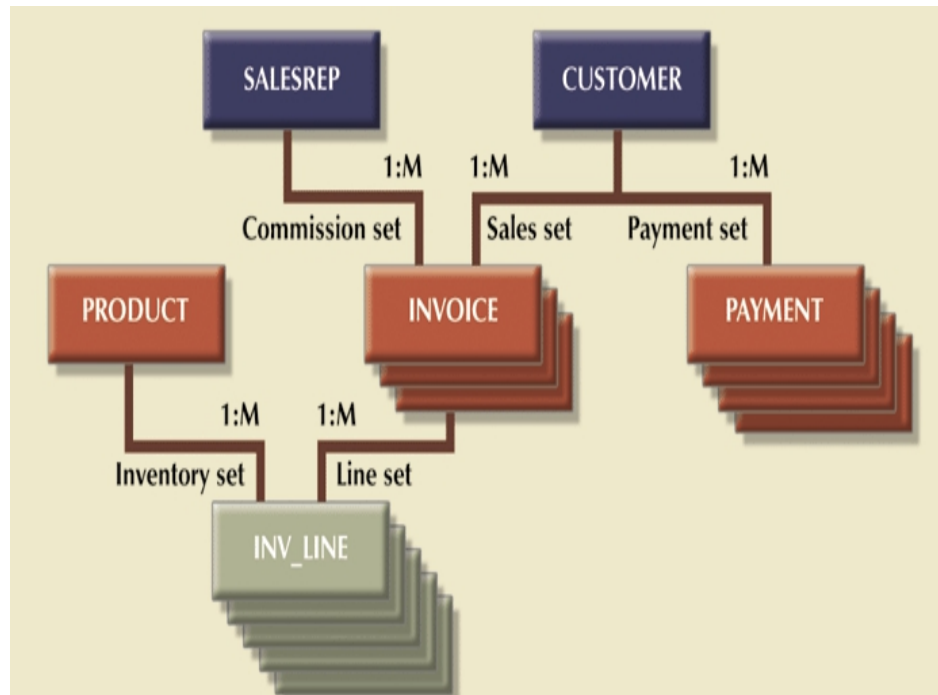 SALESREP
CUSTOMER
1:M
1:M
1:M
Commission set
Sales set
Payment set
PRODUCT
INVOICE
PAYMENT
1:M
1:M
Inventory set
Line set
INV_LINE